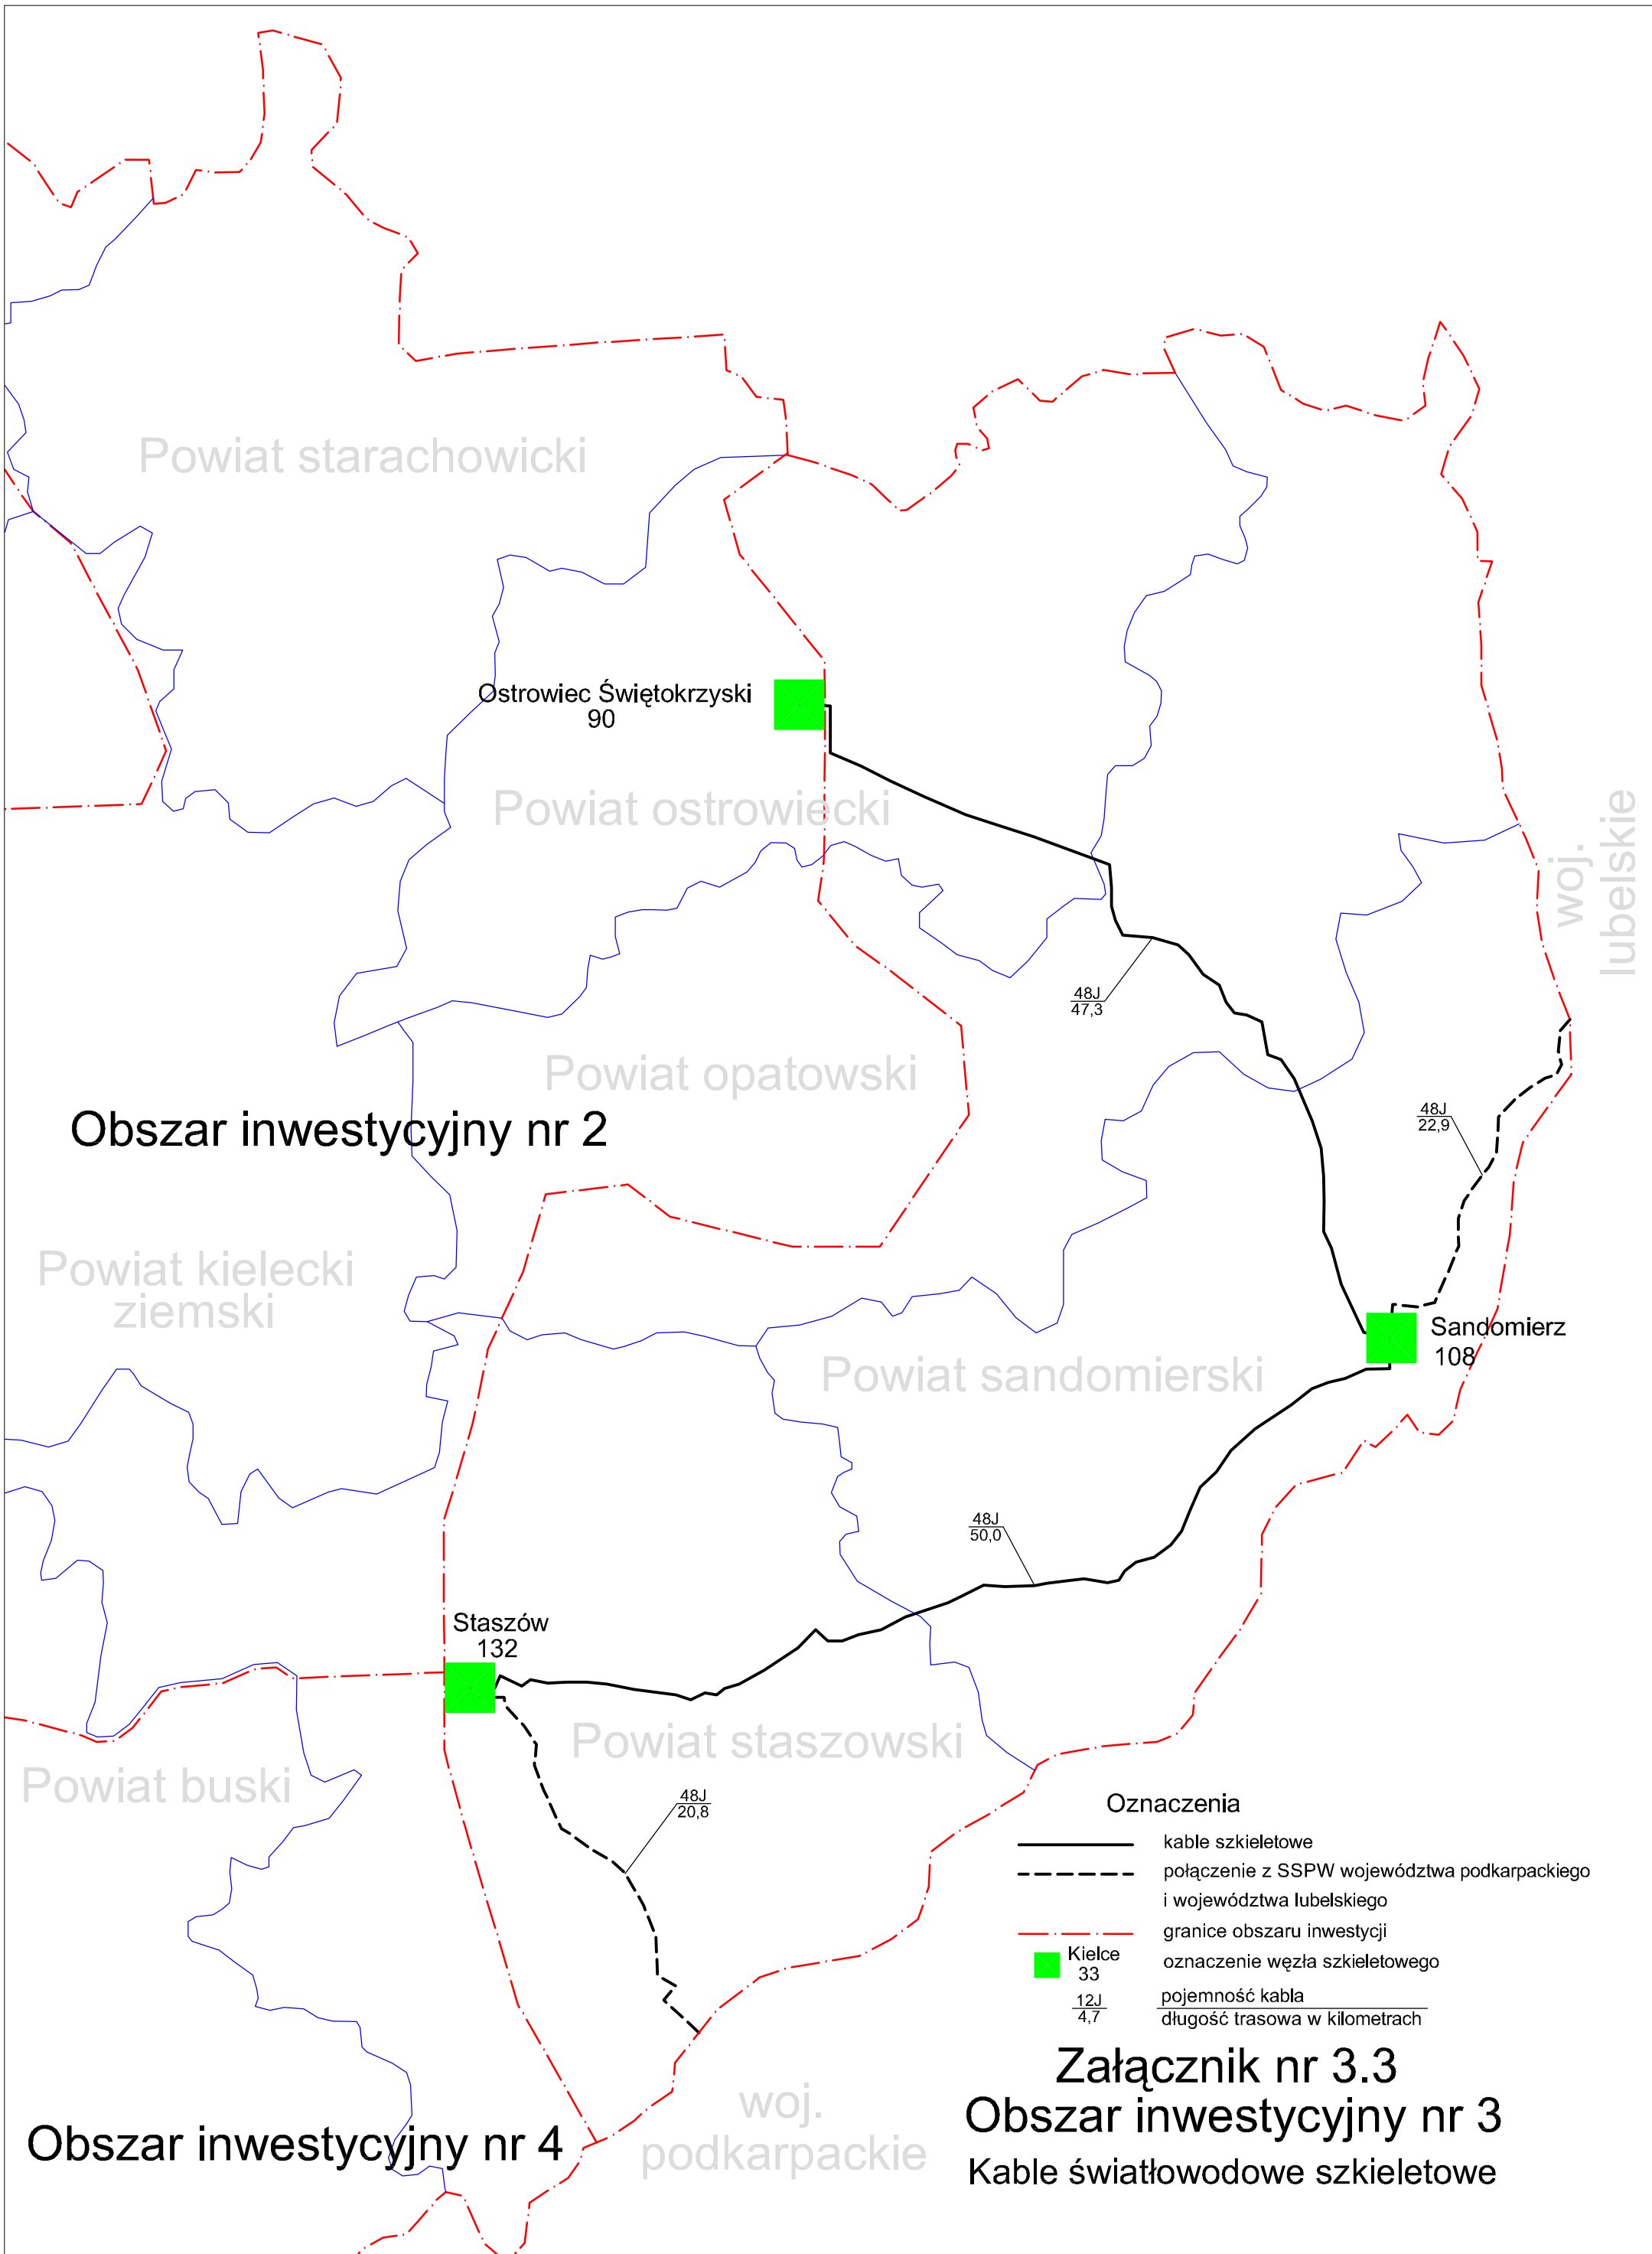 Powiat starachowicki
Ostrowiec Świętokrzyski
90
Powiat ostrowiecki
woj.
lubelskie
48J
47,3
Powiat opatowski
Obszar inwestycyjny nr 2
48J
22,9
Powiat kielecki
ziemski
Sandomierz
108
Powiat sandomierski
48J
50,0
Staszów
132
Powiat staszowski
Powiat buski
48J
20,8
Oznaczenia
kable szkieletowe
połączenie z SSPW województwa podkarpackiego
i województwa lubelskiego
granice obszaru inwestycji
Kielce
33
oznaczenie węzła szkieletowego
12J
4,7
pojemność kabla
długość trasowa w kilometrach
Załącznik nr 3.3
Obszar inwestycyjny nr 3
Kable światłowodowe szkieletowe
woj.
podkarpackie
Obszar inwestycyjny nr 4